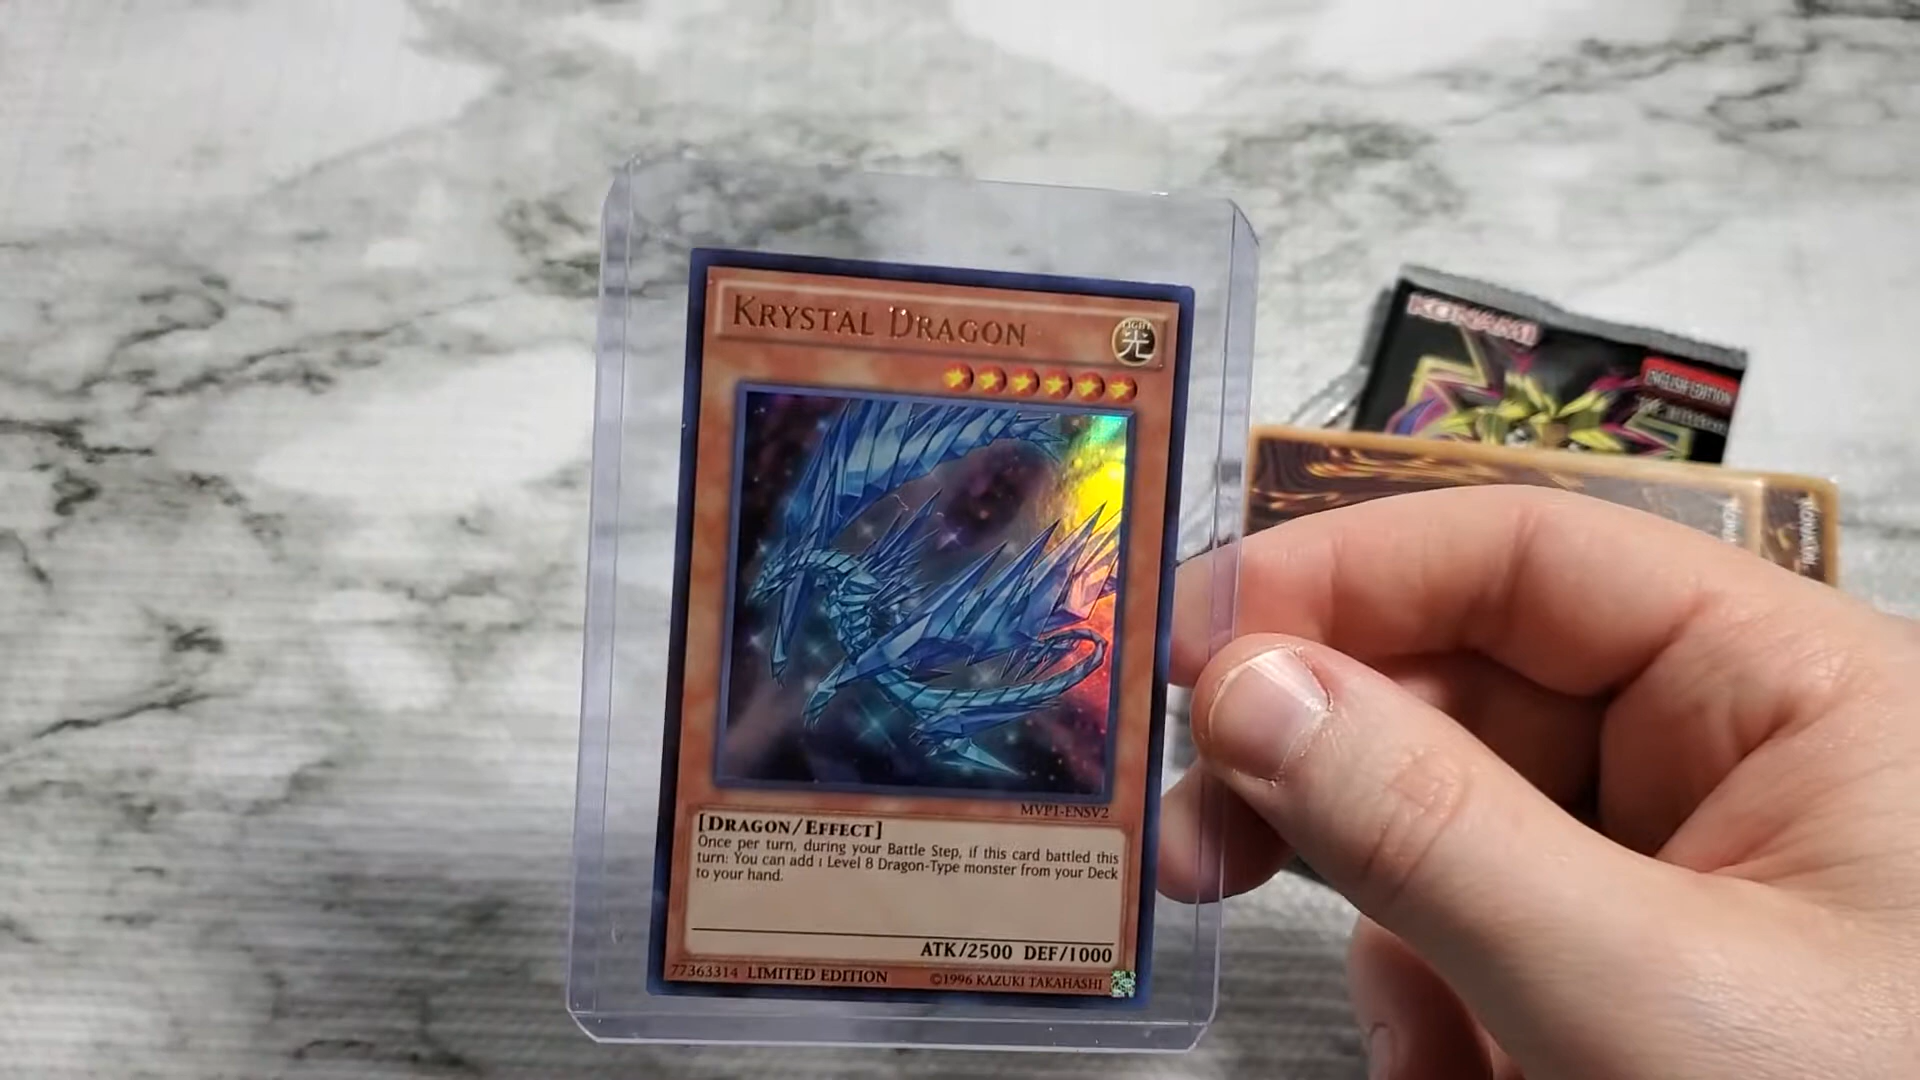 KRYSTAL DRAGON
LIGHT
光
MVP1-ENSV2
[DRAGON/EFFECT]
Once per turn, during your Battle Step, if this card battled this
turn: You can add 1 Level 8 Dragon-Type monster from your Deck
to your hand.
ATK/2500 DEF/1000
77363314 LIMITED EDITION ©1996 KAZUKI TAKAHASHI
KONAMI
ENGLISH EDITION
KONAMI